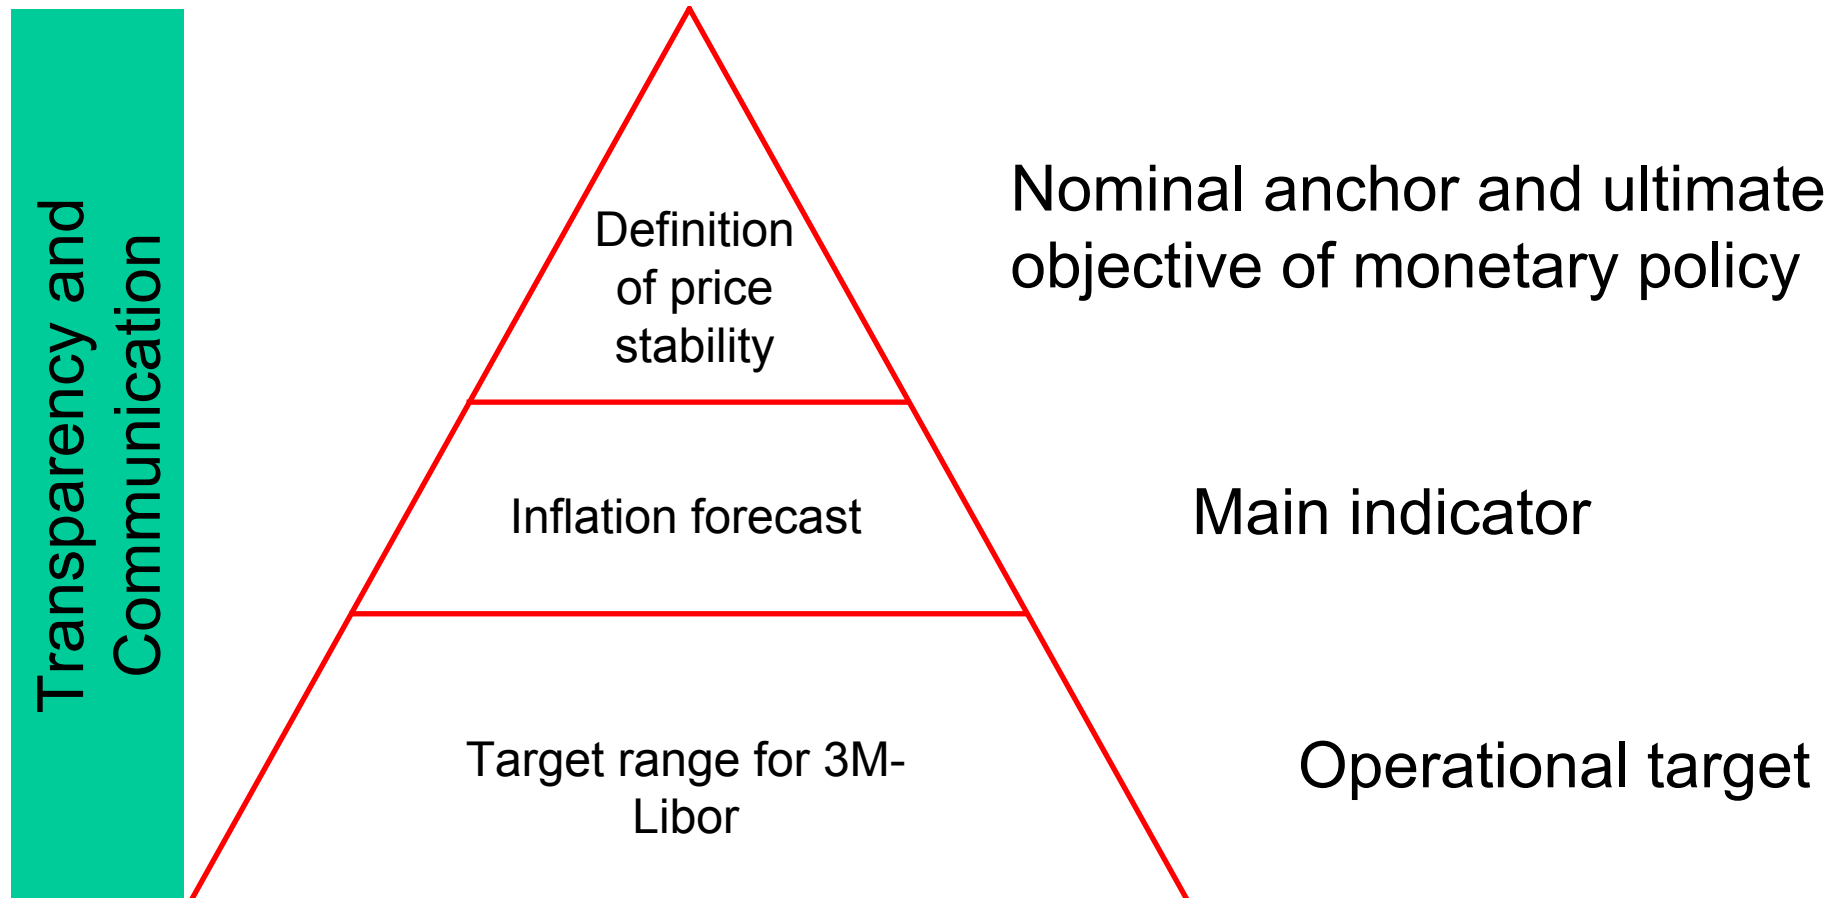 Transparency and
Communication
Definition
of price
stability
Nominal anchor and ultimate
objective of monetary policy
Inflation forecast
Main indicator
Target range for 3M-
Libor
Operational target